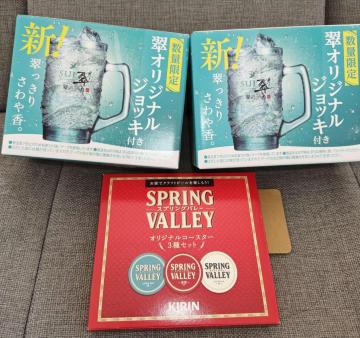 新!
翠っきり
さわや香。
数量限定
翠オリジナル
ジョッキ付き
SUI
翠
新!
翠っきり
さわや香。
数量限定
翠オリジナル
ジョッキ付き
SUI
翠
SPRING
スプリングバレー
VALLEY
オリジナルコースター
3種セット
SPRING
VALLEY
SPRING
VALLEY
SPRING
VALLEY
KIRIN